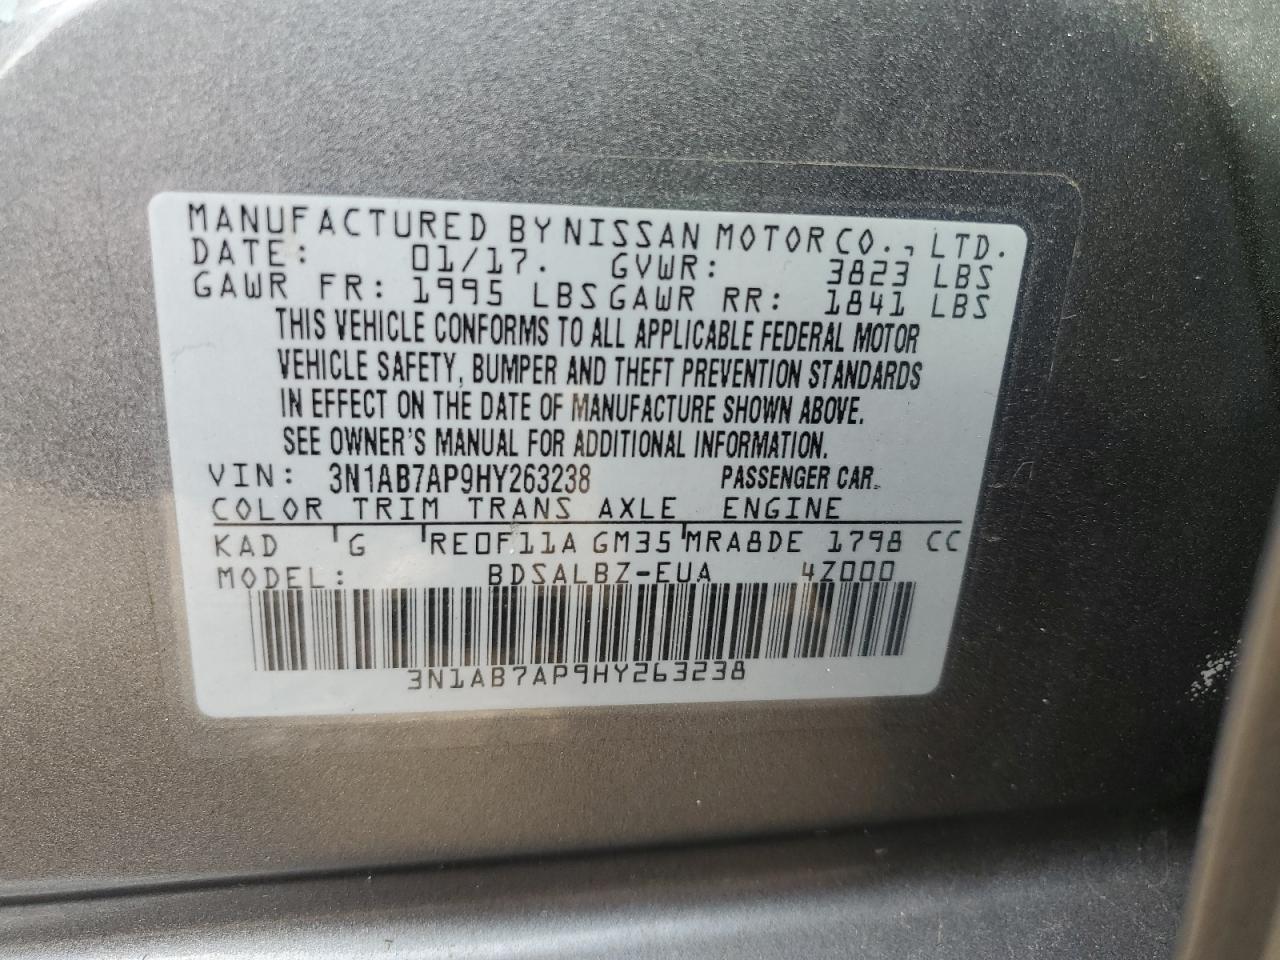 MANUFACTURED BY NISSAN MOTOR CO., LTD.
DATE: 01/17. GVWR: 3823 LBS
GAWR FR: 1995 LBS GAWR RR: 1841 LBS
THIS VEHICLE CONFORMS TO ALL APPLICABLE FEDERAL MOTOR
VEHICLE SAFETY, BUMPER AND THEFT PREVENTION STANDARDS
IN EFFECT ON THE DATE OF MANUFACTURE SHOWN ABOVE.
SEE OWNER'S MANUAL FOR ADDITIONAL INFORMATION.
VIN: 3N1AB7AP9HY263238 PASSENGER CAR.
COLOR TRIM TRANS AXLE ENGINE
KAD G RE0F11A GM35 MRA8DE 1798 CC
MODEL: BDSALBZ-EUA 4Z000
3N1AB7AP9HY263238